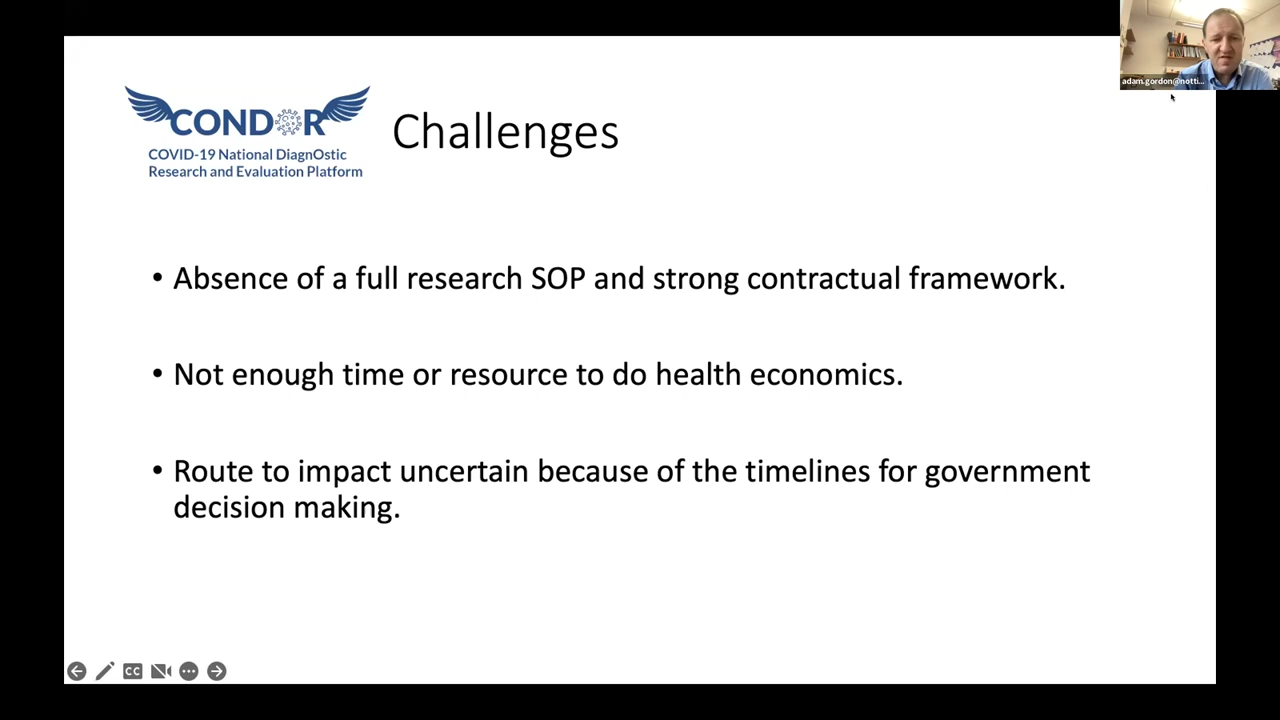 adam.gordon@notti...
COND R
COVID-19 National DiagnOstic
Research and Evaluation Platform
Challenges
• Absence of a full research SOP and strong contractual framework.
• Not enough time or resource to do health economics.
• Route to impact uncertain because of the timelines for government
decision making.
CC